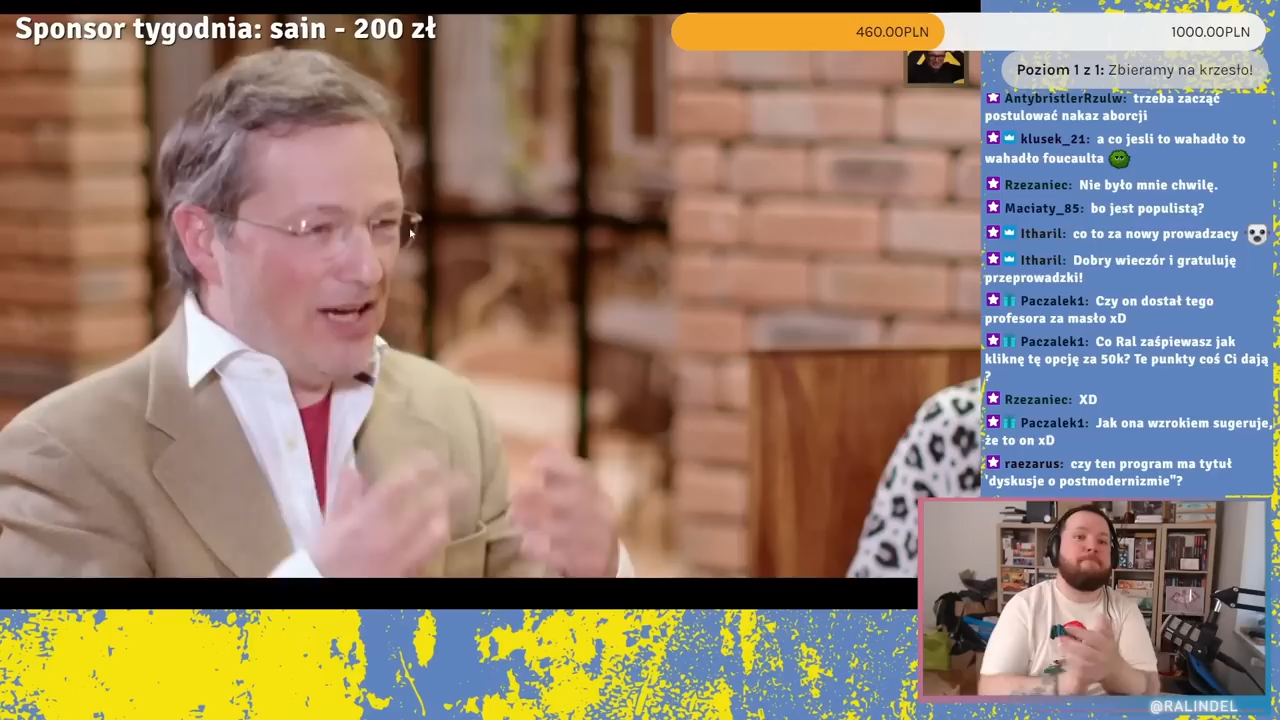 Sponsor tygodnia: sain - 200 zł
460.00PLN
1000.00PLN
Poziom 1 z 1: Zbieramy na krzesło!
AntybristlerRzulw: trzeba zacząć
postulować nakaz aborcji
klusek_21: a co jesli to wahadło to
wahadło foucaulta
Rzezaniec: Nie było mnie chwilę.
Maciaty_85: bo jest populistą?
Itharil: co to za nowy prowadzacy
Itharil: Dobry wieczór i gratuluję
przeprowadzki!
Paczalek1: Czy on dostał tego
profesora za masło xD
Paczalek1: Co Ral zaśpiewasz jak
kliknę tę opcję za 50k? Te punkty coś Ci dają
?
Rzezaniec: XD
Paczalek1: Jak ona wzrokiem sugeruje,
że to on xD
raezarus: czy ten program ma tytuł
'dyskusje o postmodernizmie"?
@RALINDEL